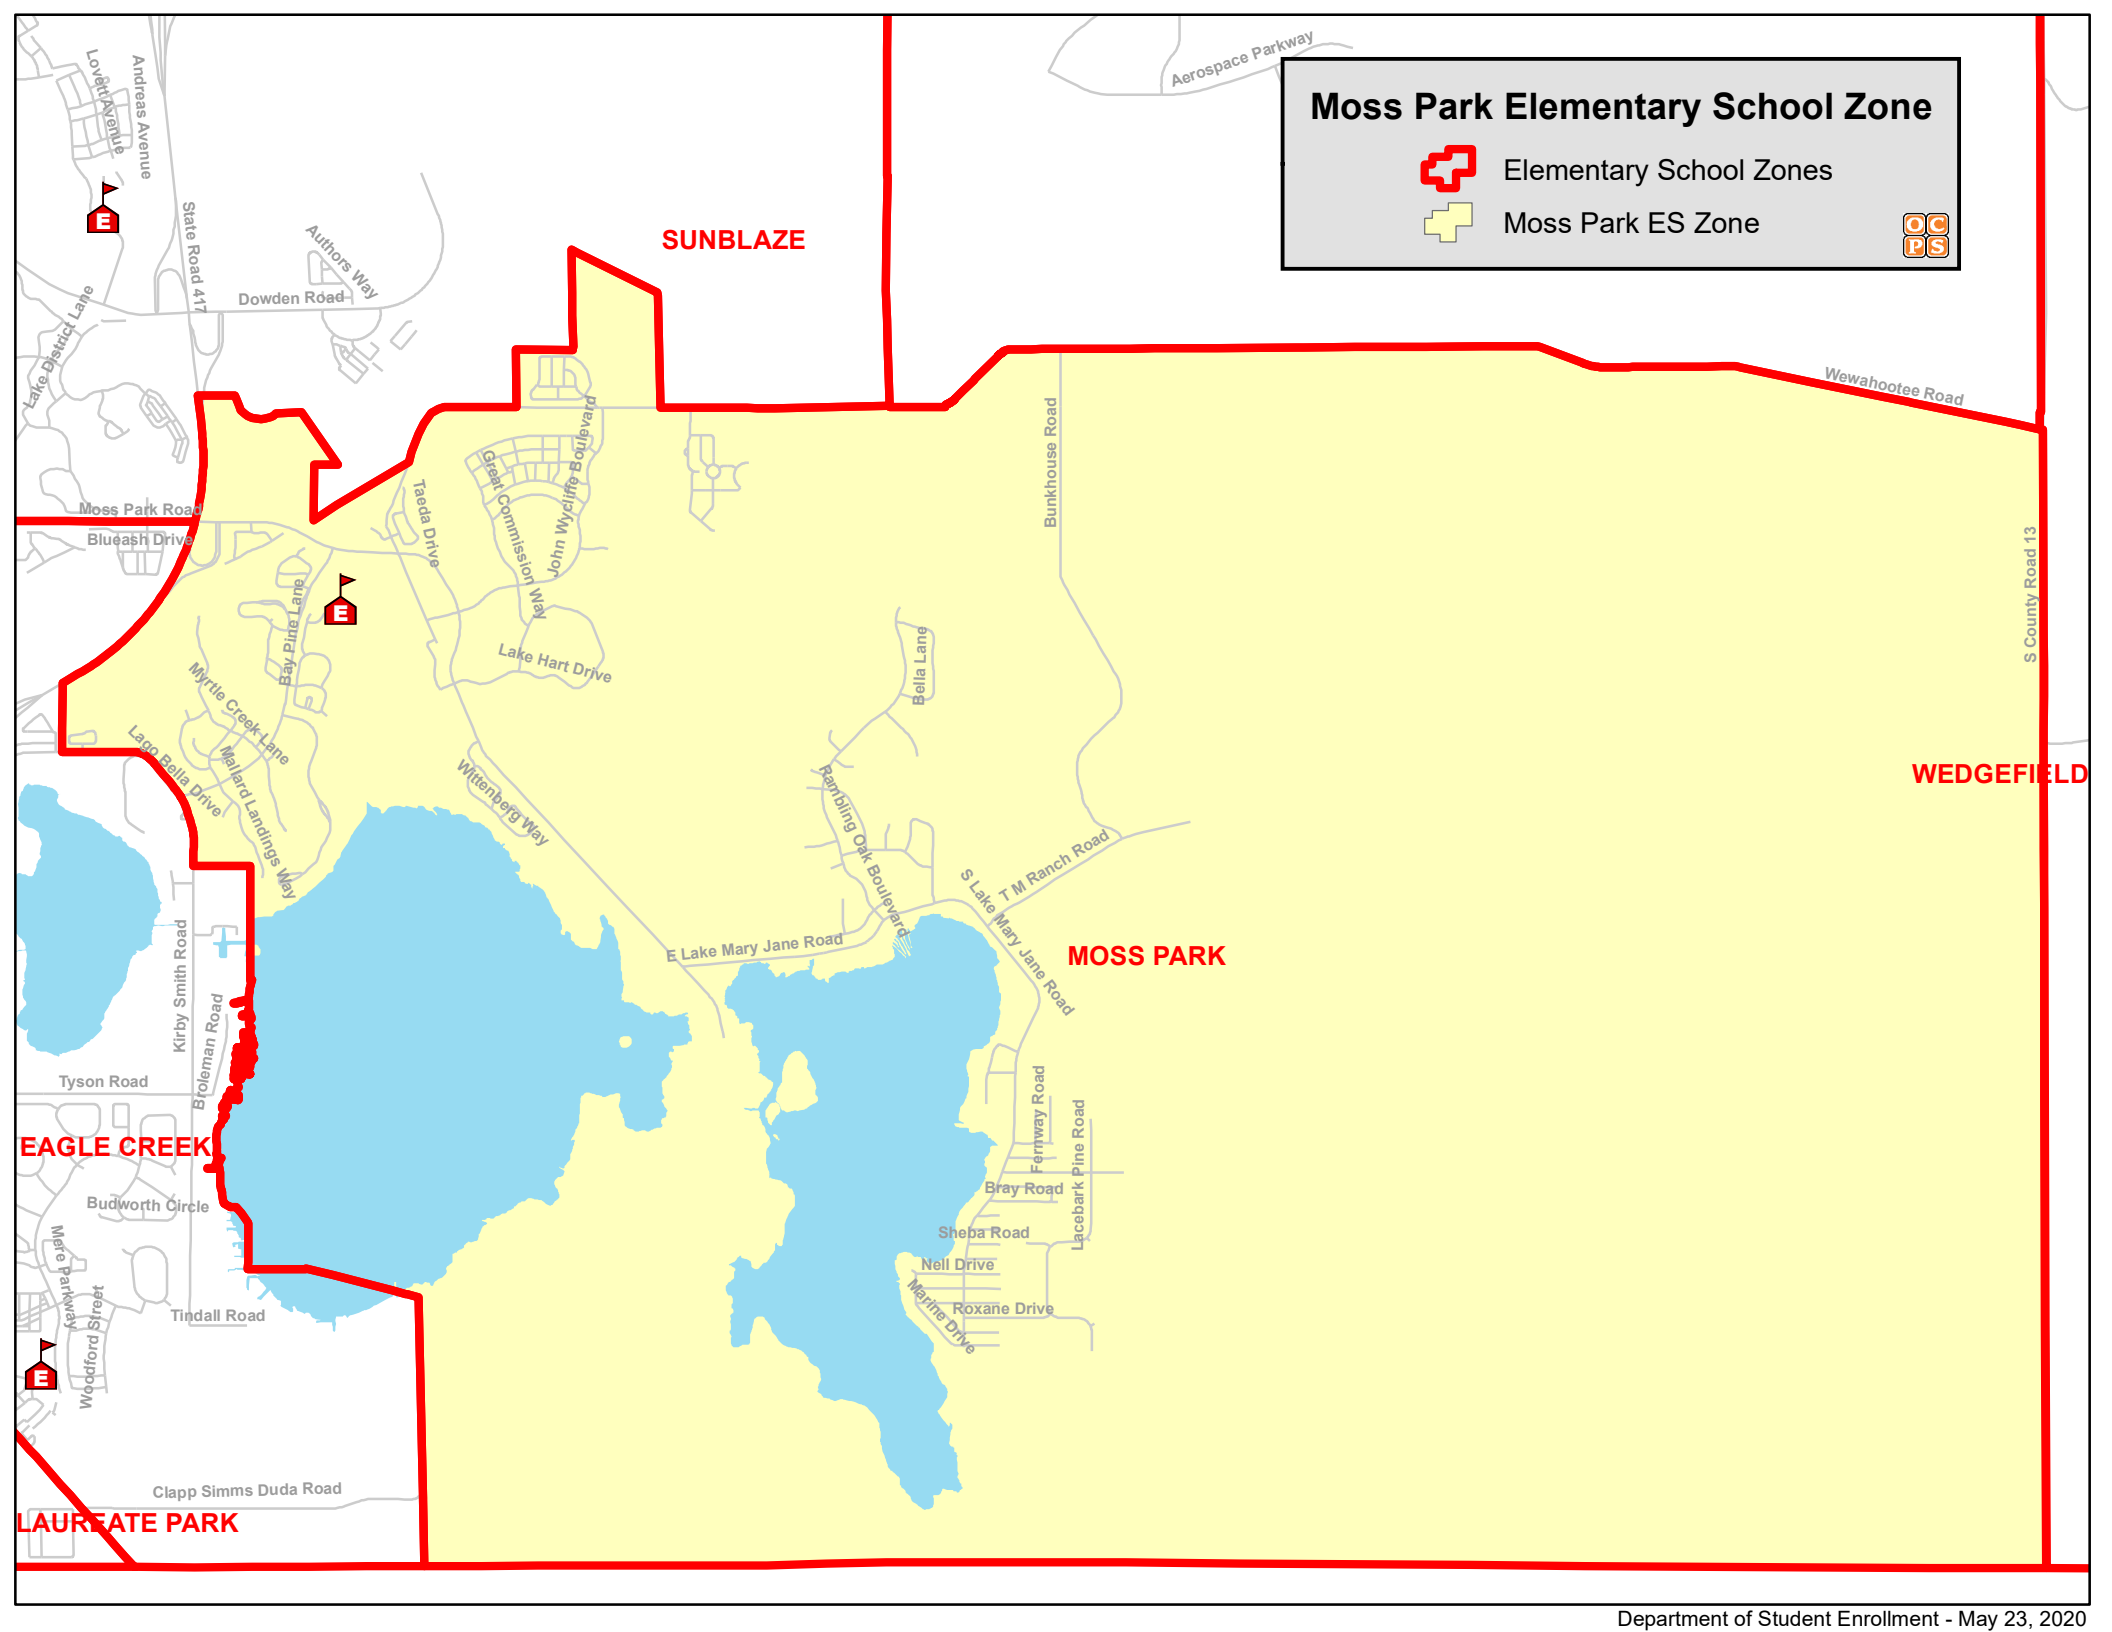 Moss Park Elementary School Zone
Elementary School Zones
Moss Park ES Zone
OC
PS
Aerospace Parkway
Lovett Avenue
Andreas Avenue
E
State Road 417
Authors Way
SUNBLAZE
Dowden Road
Lake District Lane
Wewahootee Road
Bunkhouse Road
Great Commission Way
John Wycliffe Boulevard
Taeda Drive
Moss Park Road
Blueash Drive
S County Road 13
E
Bay Pine Lane
Lake Hart Drive
Bella Lane
Myrtle Creek Lane
Lago Bella Drive
Mallard Landings Way
Wittenberg Way
WEDGEFIELD
Rambling Oak Boulevard
T M Ranch Road
S Lake Mary Jane Road
E Lake Mary Jane Road
MOSS PARK
Kirby Smith Road
Broleman Road
Tyson Road
EAGLE CREEK
Fernway Road
Lacebark Pine Road
Bray Road
Budworth Circle
Sheba Road
Nell Drive
Mere Parkway
Woodford Street
Marine Drive
Roxane Drive
Tindall Road
E
Clapp Simms Duda Road
LAUREATE PARK
Department of Student Enrollment - May 23, 2020